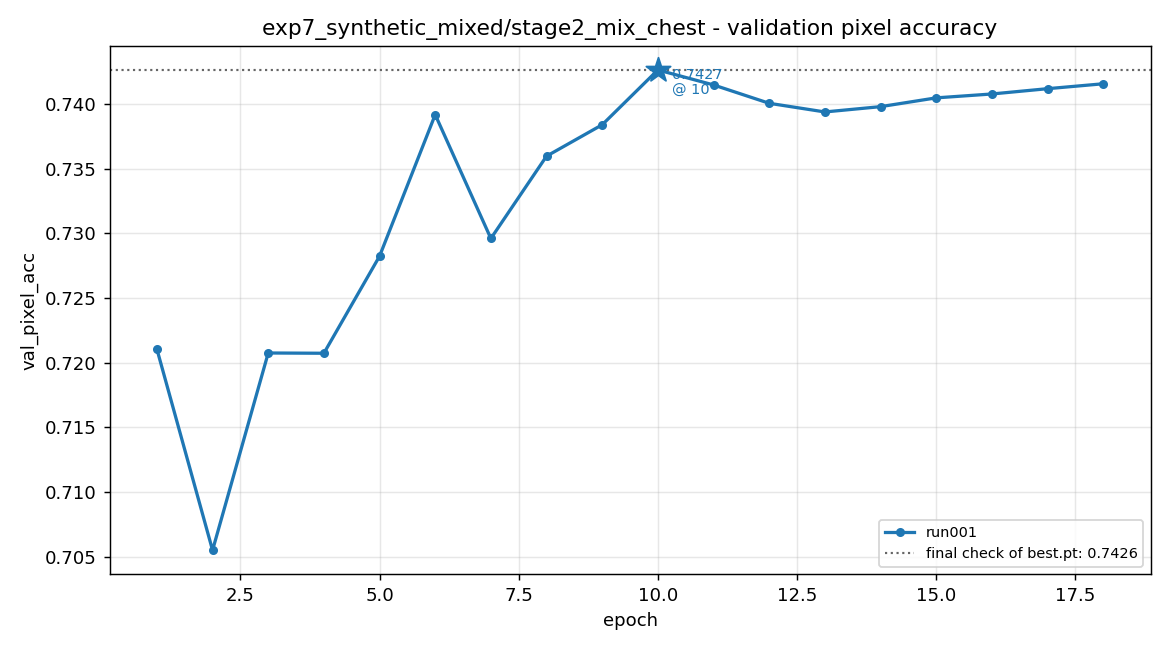 exp7_synthetic_mixed/stage2_mix_chest - validation pixel accuracy
val_pixel_acc
0.740
0.735
0.730
0.725
0.720
0.715
0.710
0.705
0.7427
@ 10
run001
final check of best.pt: 0.7426
2.5 5.0 7.5 10.0 12.5 15.0 17.5
epoch